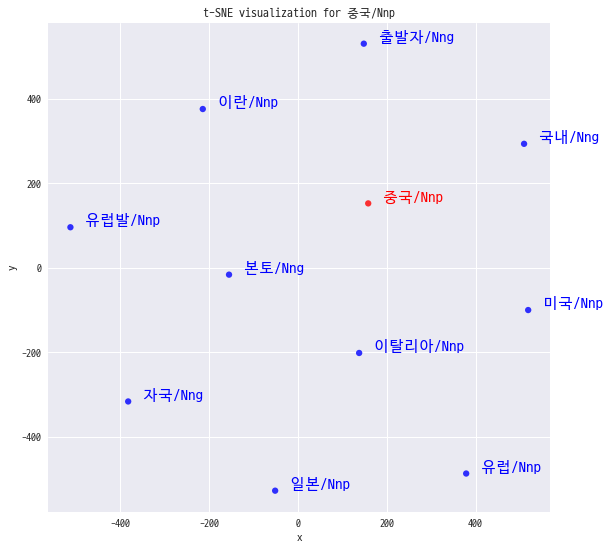 t-SNE visualization for 중국/Nnp
출발자/Nng
이란/Nnp
국내/Nng
중국/Nnp
유럽발/Nnp
본토/Nng
미국/Nnp
이탈리아/Nnp
자국/Nng
유럽/Nnp
일본/Nnp
y
400
200
0
-200
-400
-400
-200
0
200
400
x